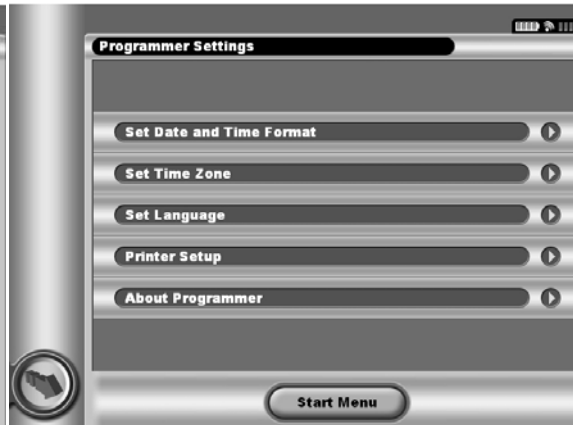 Programmer Settings
Set Date and Time Format
Set Time Zone
Set Language
Printer Setup
About Programmer
Start Menu